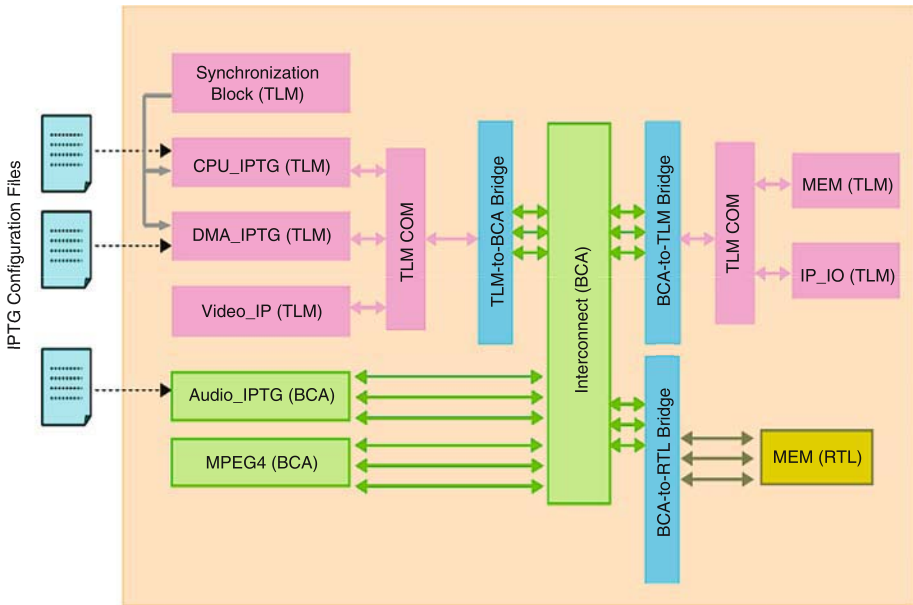 IPTG Configuration Files
Synchronization
Block (TLM)
CPU_IPTG (TLM)
DMA_IPTG (TLM)
Video_IP (TLM)
Audio_IPTG (BCA)
MPEG4 (BCA)
TLM COM
TLM-to-BCA Bridge
Interconnect (BCA)
BCA-to-TLM Bridge
BCA-to-RTL Bridge
TLM COM
MEM (TLM)
IP_IO (TLM)
MEM (RTL)